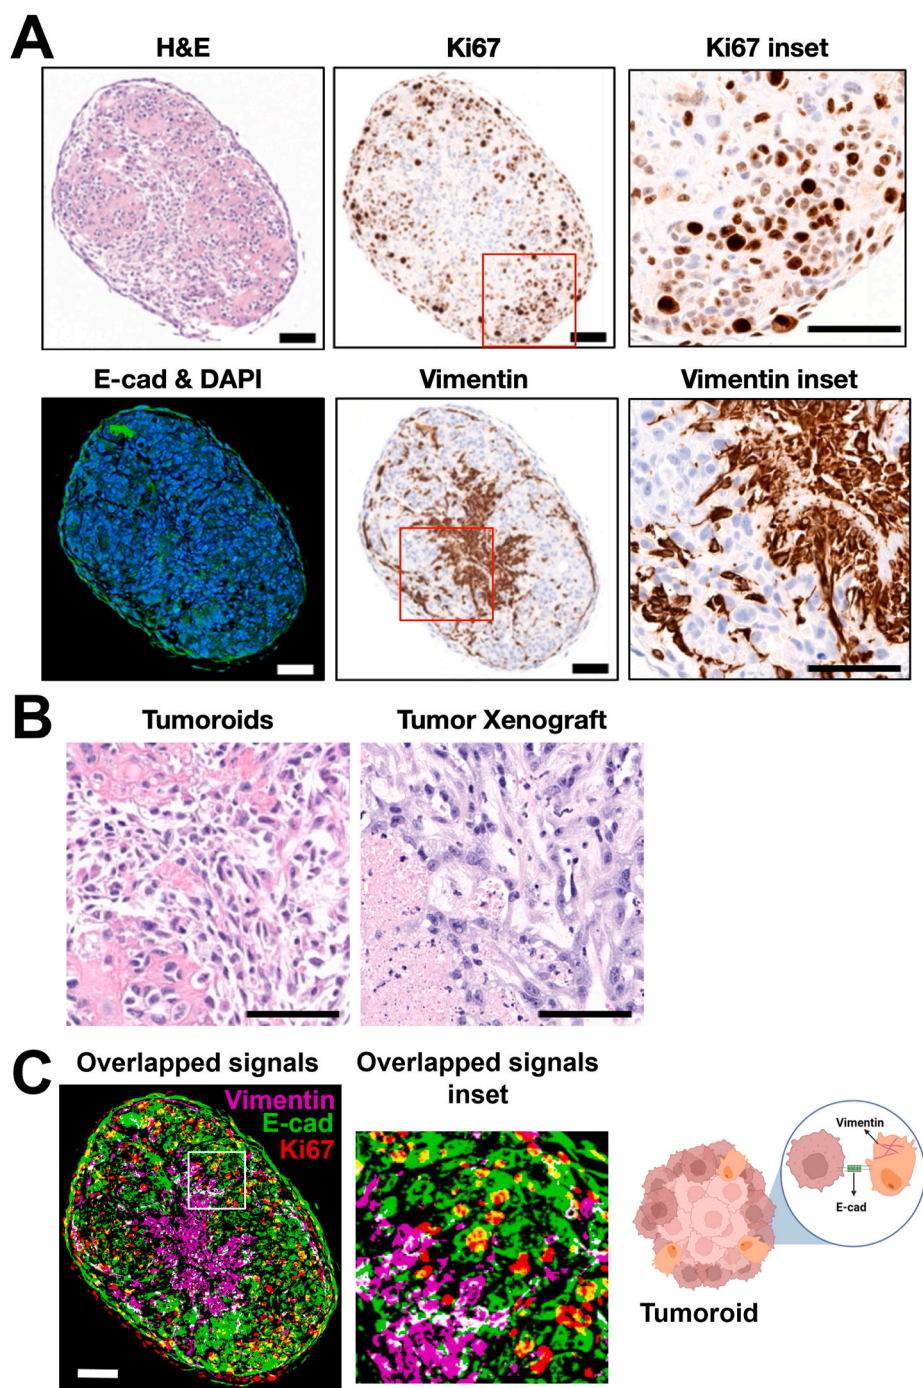 A
H&E
Ki67
Ki67 inset
E-cad & DAPI
Vimentin
Vimentin inset
B
Tumoroids
Tumor Xenograft
C
Overlapped signals
Vimentin
E-cad
Ki67
Overlapped signals
inset
Vimentin
E-cad
Tumoroid